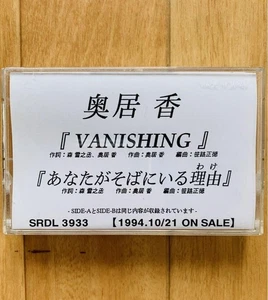 奥居 香
『 VANISHING 』
作詞：森 雪之丞、奥居 香　作曲：奥居 香　編曲：笹路正徳
わけ
『あなたがそばにいる理由』
作詞：森 雪之丞、奥居 香　作曲：奥居 香　編曲：笹路正徳
- SIDE-AとSIDE-Bは同じ内容が収録されています -
SRDL 3933 【1994.10/21 ON SALE】